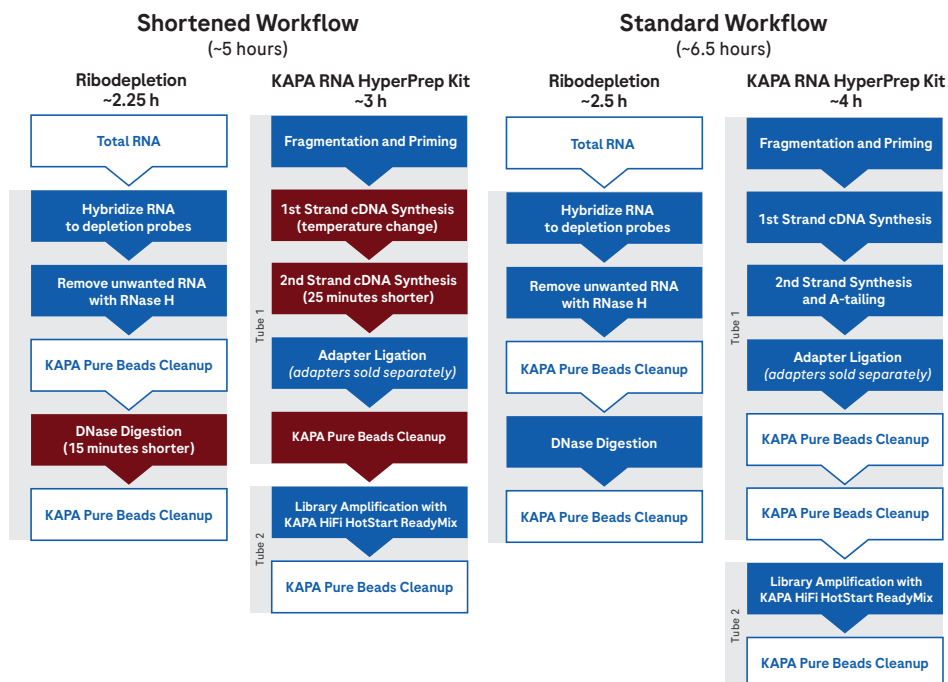 Shortened Workflow
(~5 hours)
Ribodepletion
~2.25 h
Total RNA
Hybridize RNA
to depletion probes
Remove unwanted RNA
with RNase H
KAPA Pure Beads Cleanup
DNase Digestion
(15 minutes shorter)
KAPA Pure Beads Cleanup
KAPA RNA HyperPrep Kit
~3 h
Fragmentation and Priming
Tube 1
1st Strand cDNA Synthesis
(temperature change)
2nd Strand cDNA Synthesis
(25 minutes shorter)
Adapter Ligation
(adapters sold separately)
KAPA Pure Beads Cleanup
Tube 2
Library Amplification with
KAPA HiFi HotStart ReadyMix
KAPA Pure Beads Cleanup
Standard Workflow
(~6.5 hours)
Ribodepletion
~2.5 h
Total RNA
Hybridize RNA
to depletion probes
Remove unwanted RNA
with RNase H
KAPA Pure Beads Cleanup
DNase Digestion
KAPA Pure Beads Cleanup
KAPA RNA HyperPrep Kit
~4 h
Fragmentation and Priming
Tube 1
1st Strand cDNA Synthesis
2nd Strand Synthesis
and A-tailing
Adapter Ligation
(adapters sold separately)
KAPA Pure Beads Cleanup
KAPA Pure Beads Cleanup
Tube 2
Library Amplification with
KAPA HiFi HotStart ReadyMix
KAPA Pure Beads Cleanup